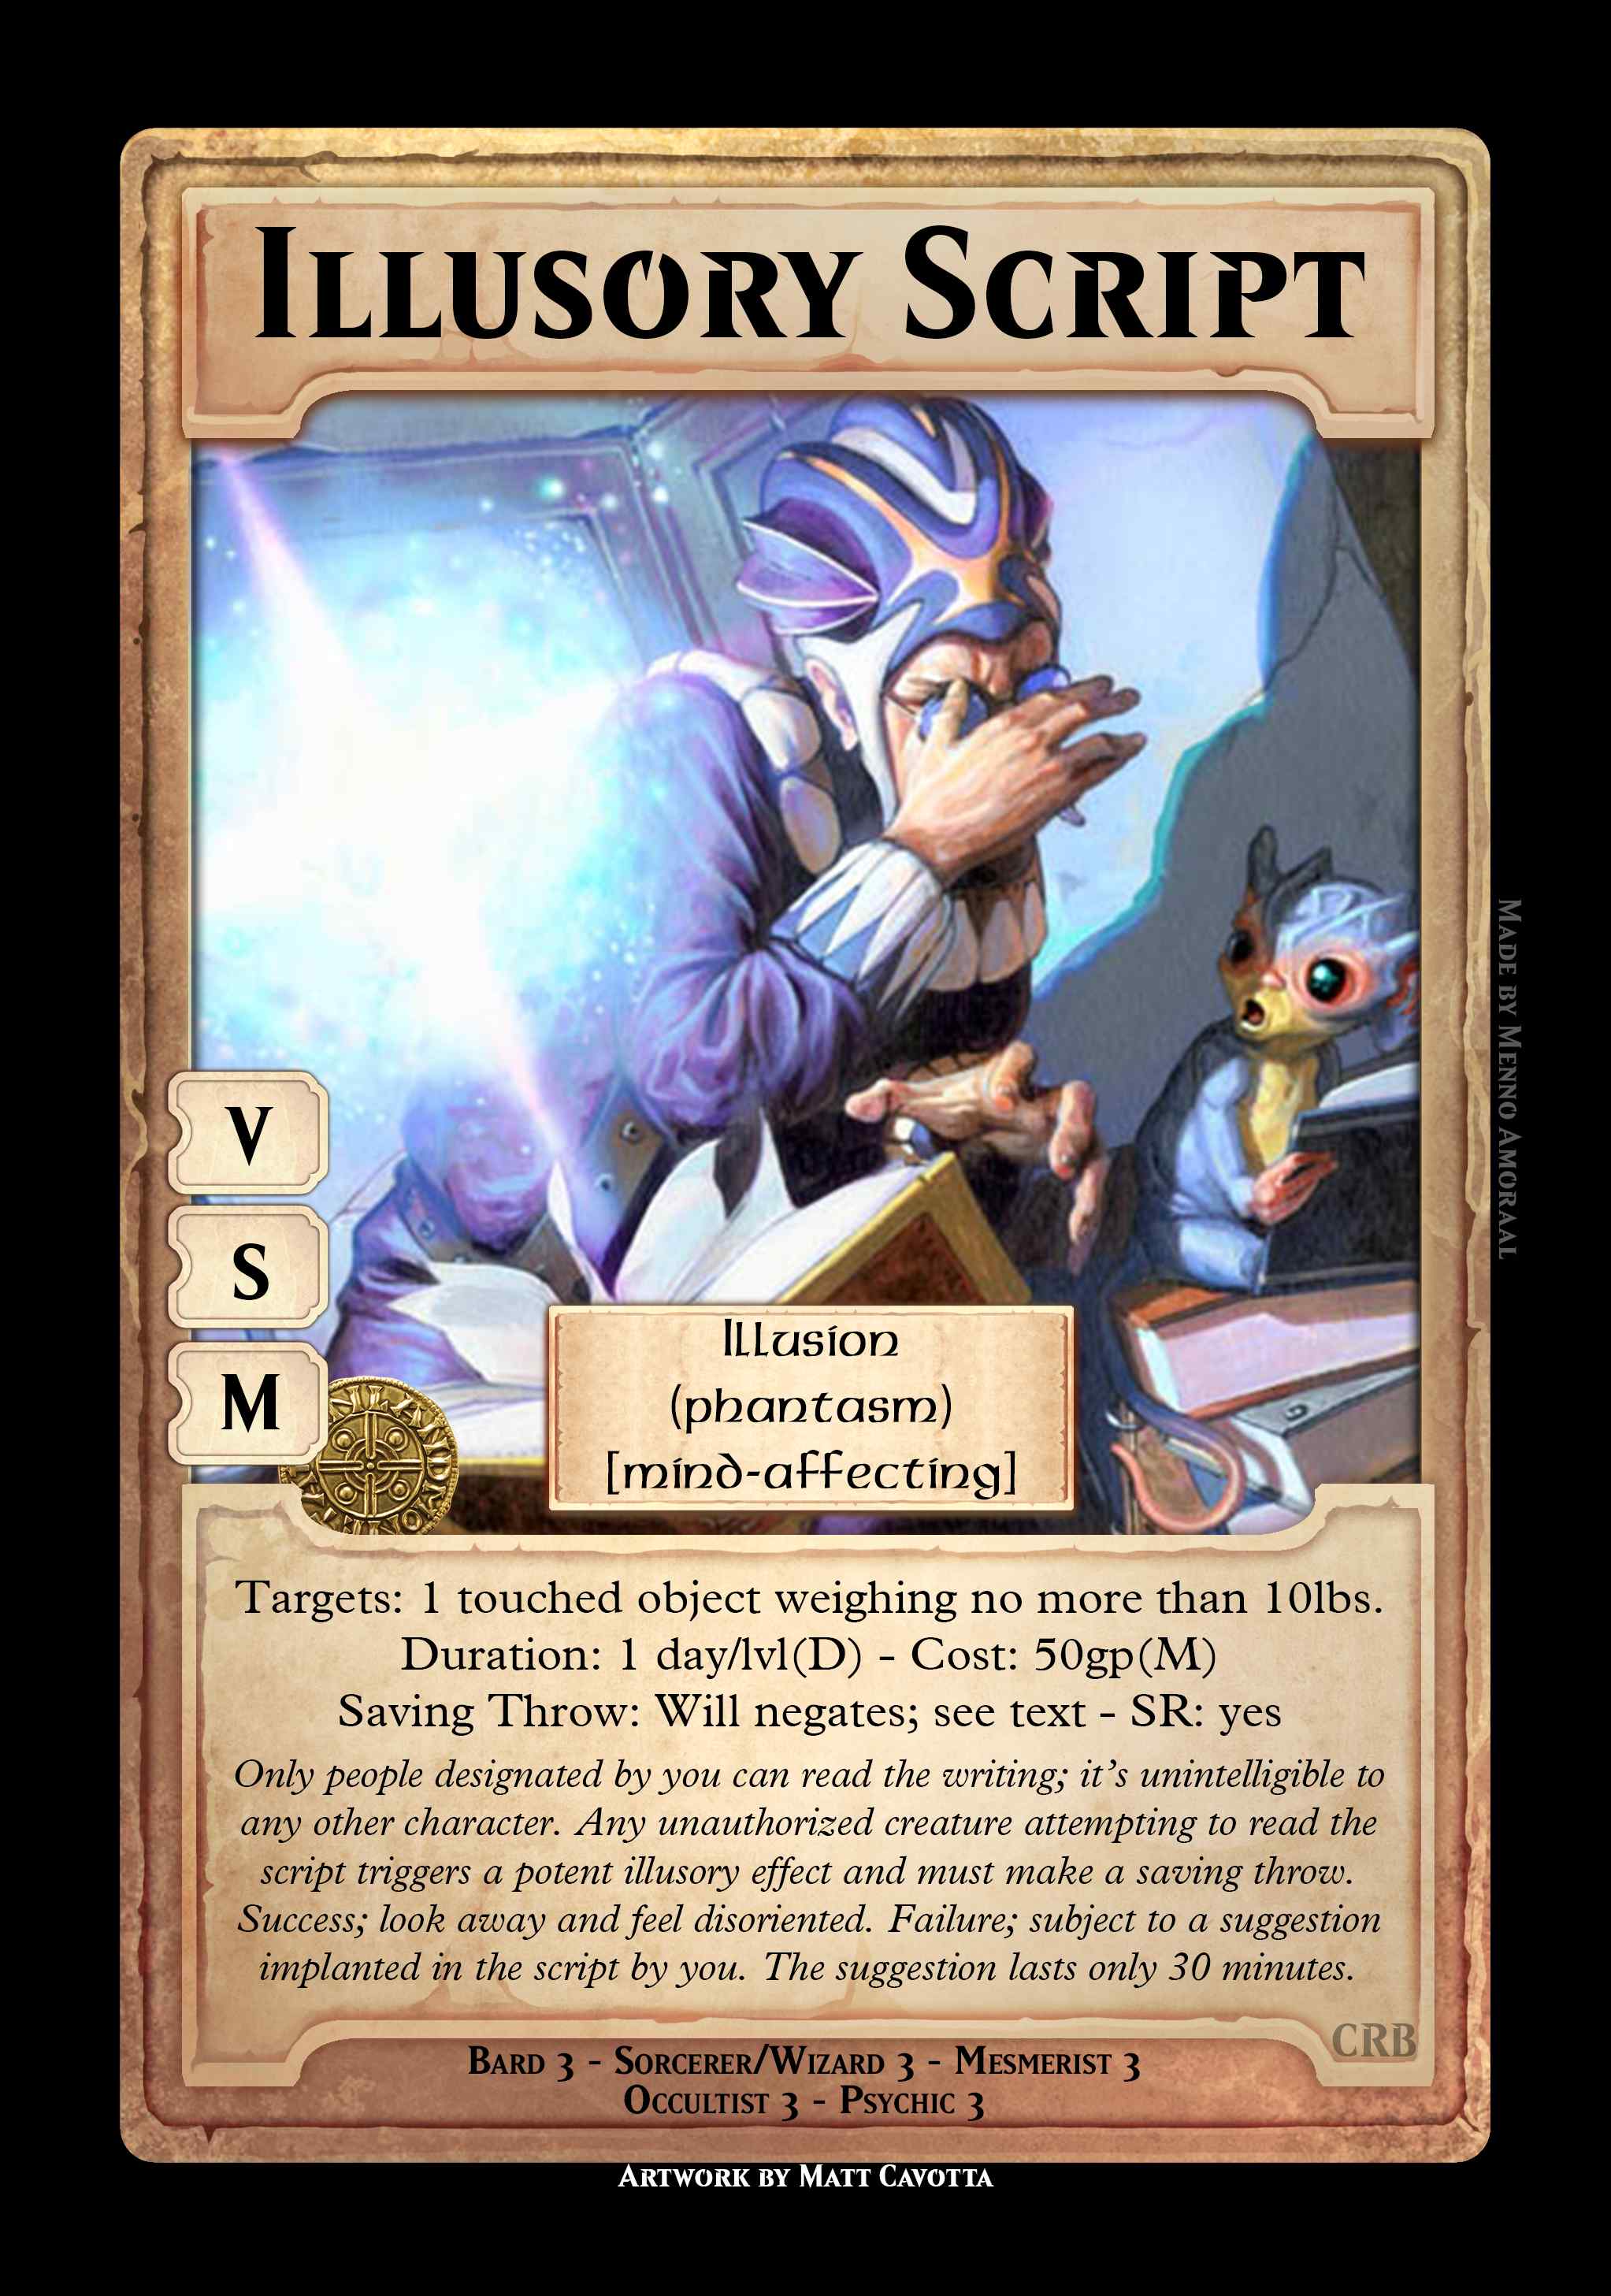 Illusory Script
V
S
M
Illusion
(phantasm)
[mind-affecting]
Targets: 1 touched object weighing no more than 10lbs.
Duration: 1 day/lvl(D) - Cost: 50gp(M)
Saving Throw: Will negates; see text - SR: yes
Only people designated by you can read the writing; it's unintelligible to
any other character. Any unauthorized creature attempting to read the
script triggers a potent illusory effect and must make a saving throw.
Success; look away and feel disoriented. Failure; subject to a suggestion
implanted in the script by you. The suggestion lasts only 30 minutes.
CRB
Bard 3 - Sorcerer/Wizard 3 - Mesmerist 3
Occultist 3 - Psychic 3
Artwork by Matt Cavotta
Made by Menno Amoraal